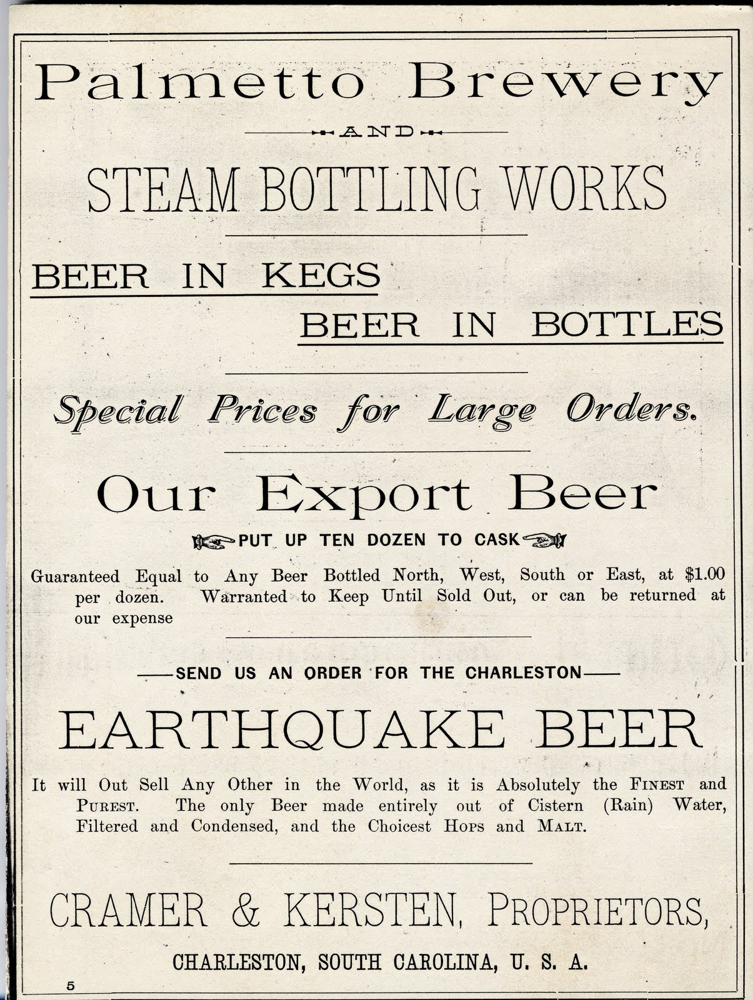 Palmetto Brewery
AND
STEAM BOTTLING WORKS
BEER IN KEGS
BEER IN BOTTLES
Special Prices for Large Orders.
Our Export Beer
PUT UP TEN DOZEN TO CASK
Guaranteed Equal to Any Beer Bottled North, West, South or East, at $1.00
per dozen. Warranted to Keep Until Sold Out, or can be returned at
our expense
SEND US AN ORDER FOR THE CHARLESTON
EARTHQUAKE BEER
It will Out Sell Any Other in the World, as it is Absolutely the FINEST and
PUREST. The only Beer made entirely out of Cistern (Rain) Water,
Filtered and Condensed, and the Choicest HOPS and MALT.
CRAMER & KERSTEN, PROPRIETORS,
CHARLESTON, SOUTH CAROLINA, U. S. A.
5